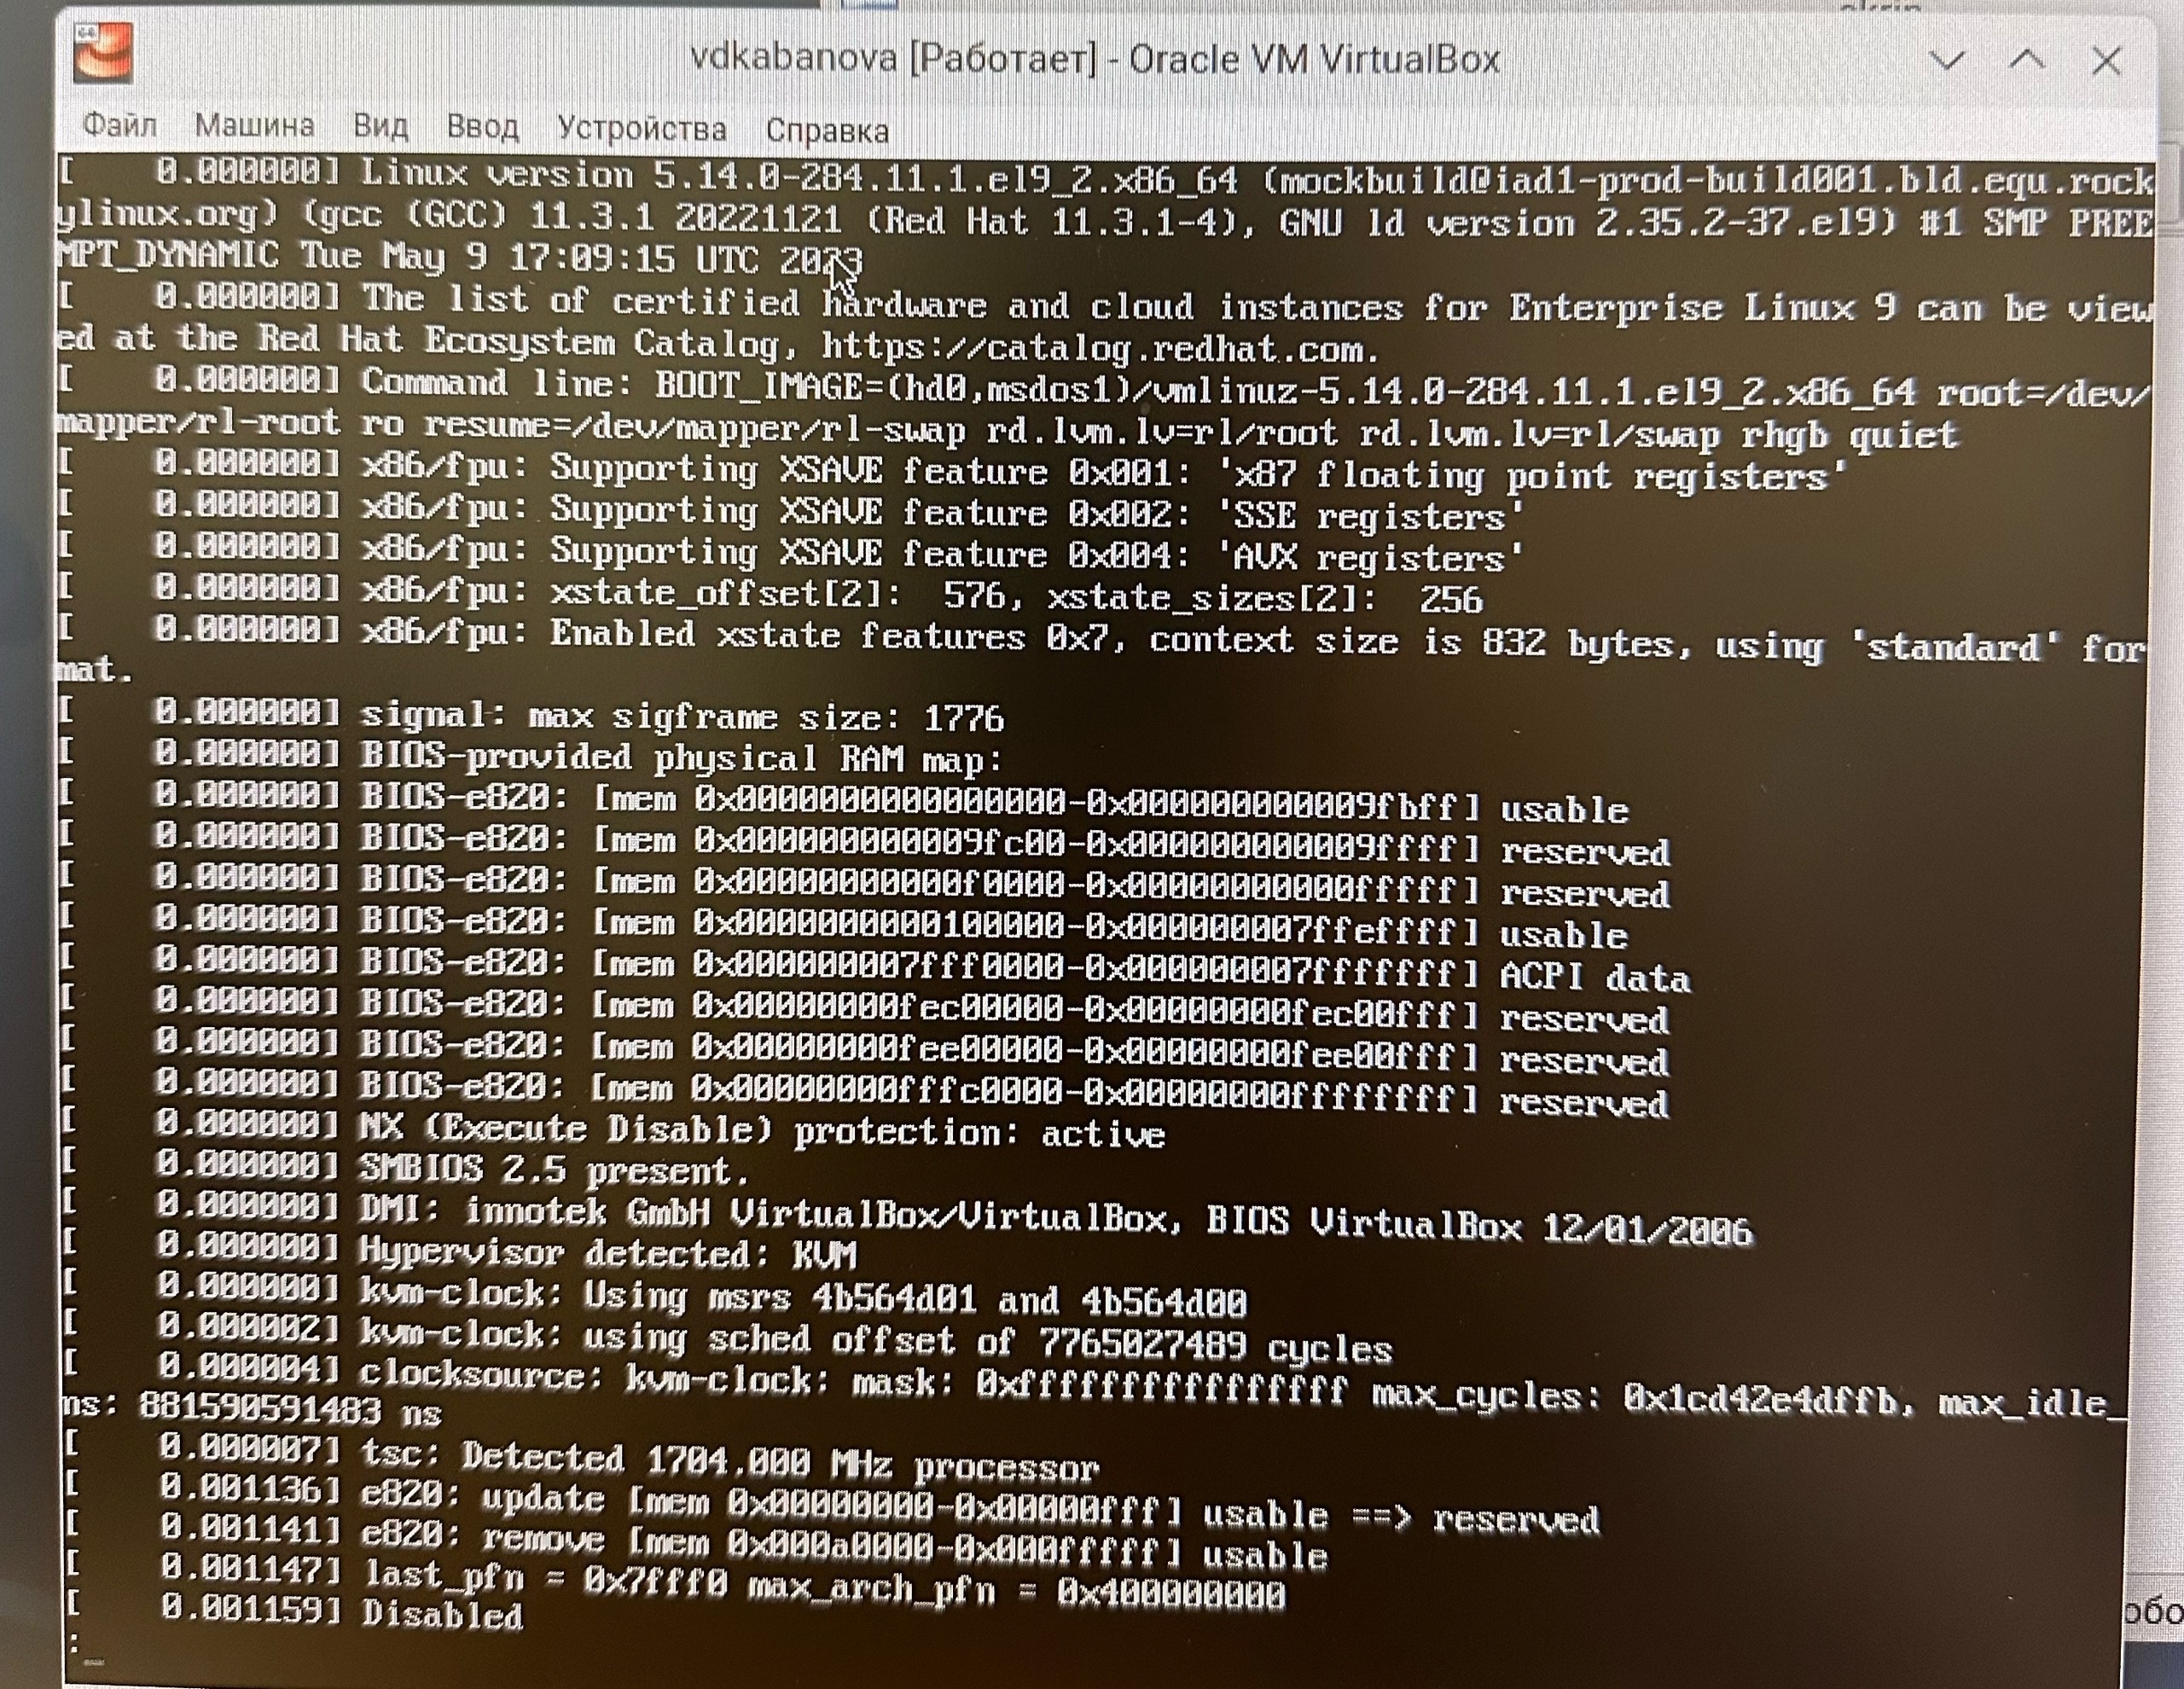 vdkabanova [Работает] - Oracle VM VirtualBox
Файл Машина Вид Ввод Устройства Справка
[    0.000000] Linux version 5.14.0-284.11.1.el9_2.x86_64 (mockbuild@iad1-prod-build001.bld.equ.rock
ylinux.org) (gcc (GCC) 11.3.1 20221121 (Red Hat 11.3.1-4), GNU ld version 2.35.2-37.el9) #1 SMP PREE
MPT_DYNAMIC Tue May 9 17:09:15 UTC 2023
[    0.000000] The list of certified hardware and cloud instances for Enterprise Linux 9 can be view
ed at the Red Hat Ecosystem Catalog, https://catalog.redhat.com.
[    0.000000] Command line: BOOT_IMAGE=(hd0,msdos1)/vmlinuz-5.14.0-284.11.1.el9_2.x86_64 root=/dev/
mapper/rl-root ro resume=/dev/mapper/rl-swap rd.lvm.lv=rl/root rd.lvm.lv=rl/swap rhgb quiet
[    0.000000] x86/fpu: Supporting XSAVE feature 0x001: 'x87 floating point registers'
[    0.000000] x86/fpu: Supporting XSAVE feature 0x002: 'SSE registers'
[    0.000000] x86/fpu: Supporting XSAVE feature 0x004: 'AVX registers'
[    0.000000] x86/fpu: xstate_offset[2]:  576, xstate_sizes[2]:  256
[    0.000000] x86/fpu: Enabled xstate features 0x7, context size is 832 bytes, using 'standard' for
mat.
[    0.000000] signal: max sigframe size: 1776
[    0.000000] BIOS-provided physical RAM map:
[    0.000000] BIOS-e820: [mem 0x0000000000000000-0x000000000009fbff] usable
[    0.000000] BIOS-e820: [mem 0x000000000009fc00-0x000000000009ffff] reserved
[    0.000000] BIOS-e820: [mem 0x00000000000f0000-0x00000000000fffff] reserved
[    0.000000] BIOS-e820: [mem 0x0000000000100000-0x000000007ffeffff] usable
[    0.000000] BIOS-e820: [mem 0x000000007fff0000-0x000000007fffffff] ACPI data
[    0.000000] BIOS-e820: [mem 0x00000000fec00000-0x00000000fec00fff] reserved
[    0.000000] BIOS-e820: [mem 0x00000000fee00000-0x00000000fee00fff] reserved
[    0.000000] BIOS-e820: [mem 0x00000000fffc0000-0x00000000ffffffff] reserved
[    0.000000] NX (Execute Disable) protection: active
[    0.000000] SMBIOS 2.5 present.
[    0.000000] DMI: innotek GmbH VirtualBox/VirtualBox, BIOS VirtualBox 12/01/2006
[    0.000000] Hypervisor detected: KVM
[    0.000000] kvm-clock: Using msrs 4b564d01 and 4b564d00
[    0.000002] kvm-clock: using sched offset of 7765027489 cycles
[    0.000004] clocksource: kvm-clock: mask: 0xffffffffffffffff max_cycles: 0x1cd42e4dffb, max_idle_
ns: 881590591483 ns
[    0.000007] tsc: Detected 1704.000 MHz processor
[    0.001136] e820: update [mem 0x00000000-0x00000fff] usable ==> reserved
[    0.001141] e820: remove [mem 0x000a0000-0x000fffff] usable
[    0.001147] last_pfn = 0x7fff0 max_arch_pfn = 0x400000000
[    0.001159] Disabled
: